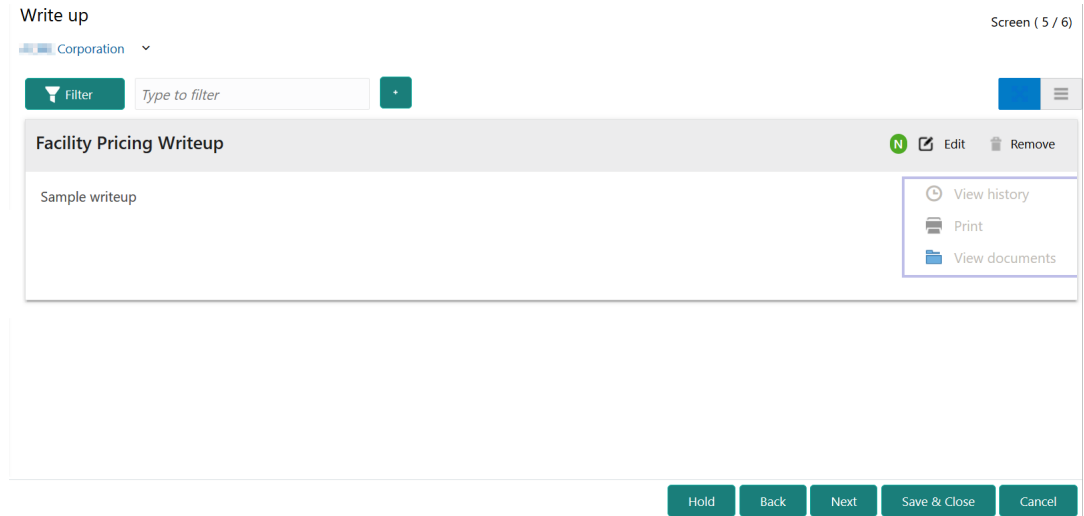 Write up
Screen ( 5 / 6)
Corporation
Filter
Type to filter
+
Facility Pricing Writeup
N
Edit
Remove
Sample writeup
View history
Print
View documents
Hold
Back
Next
Save & Close
Cancel